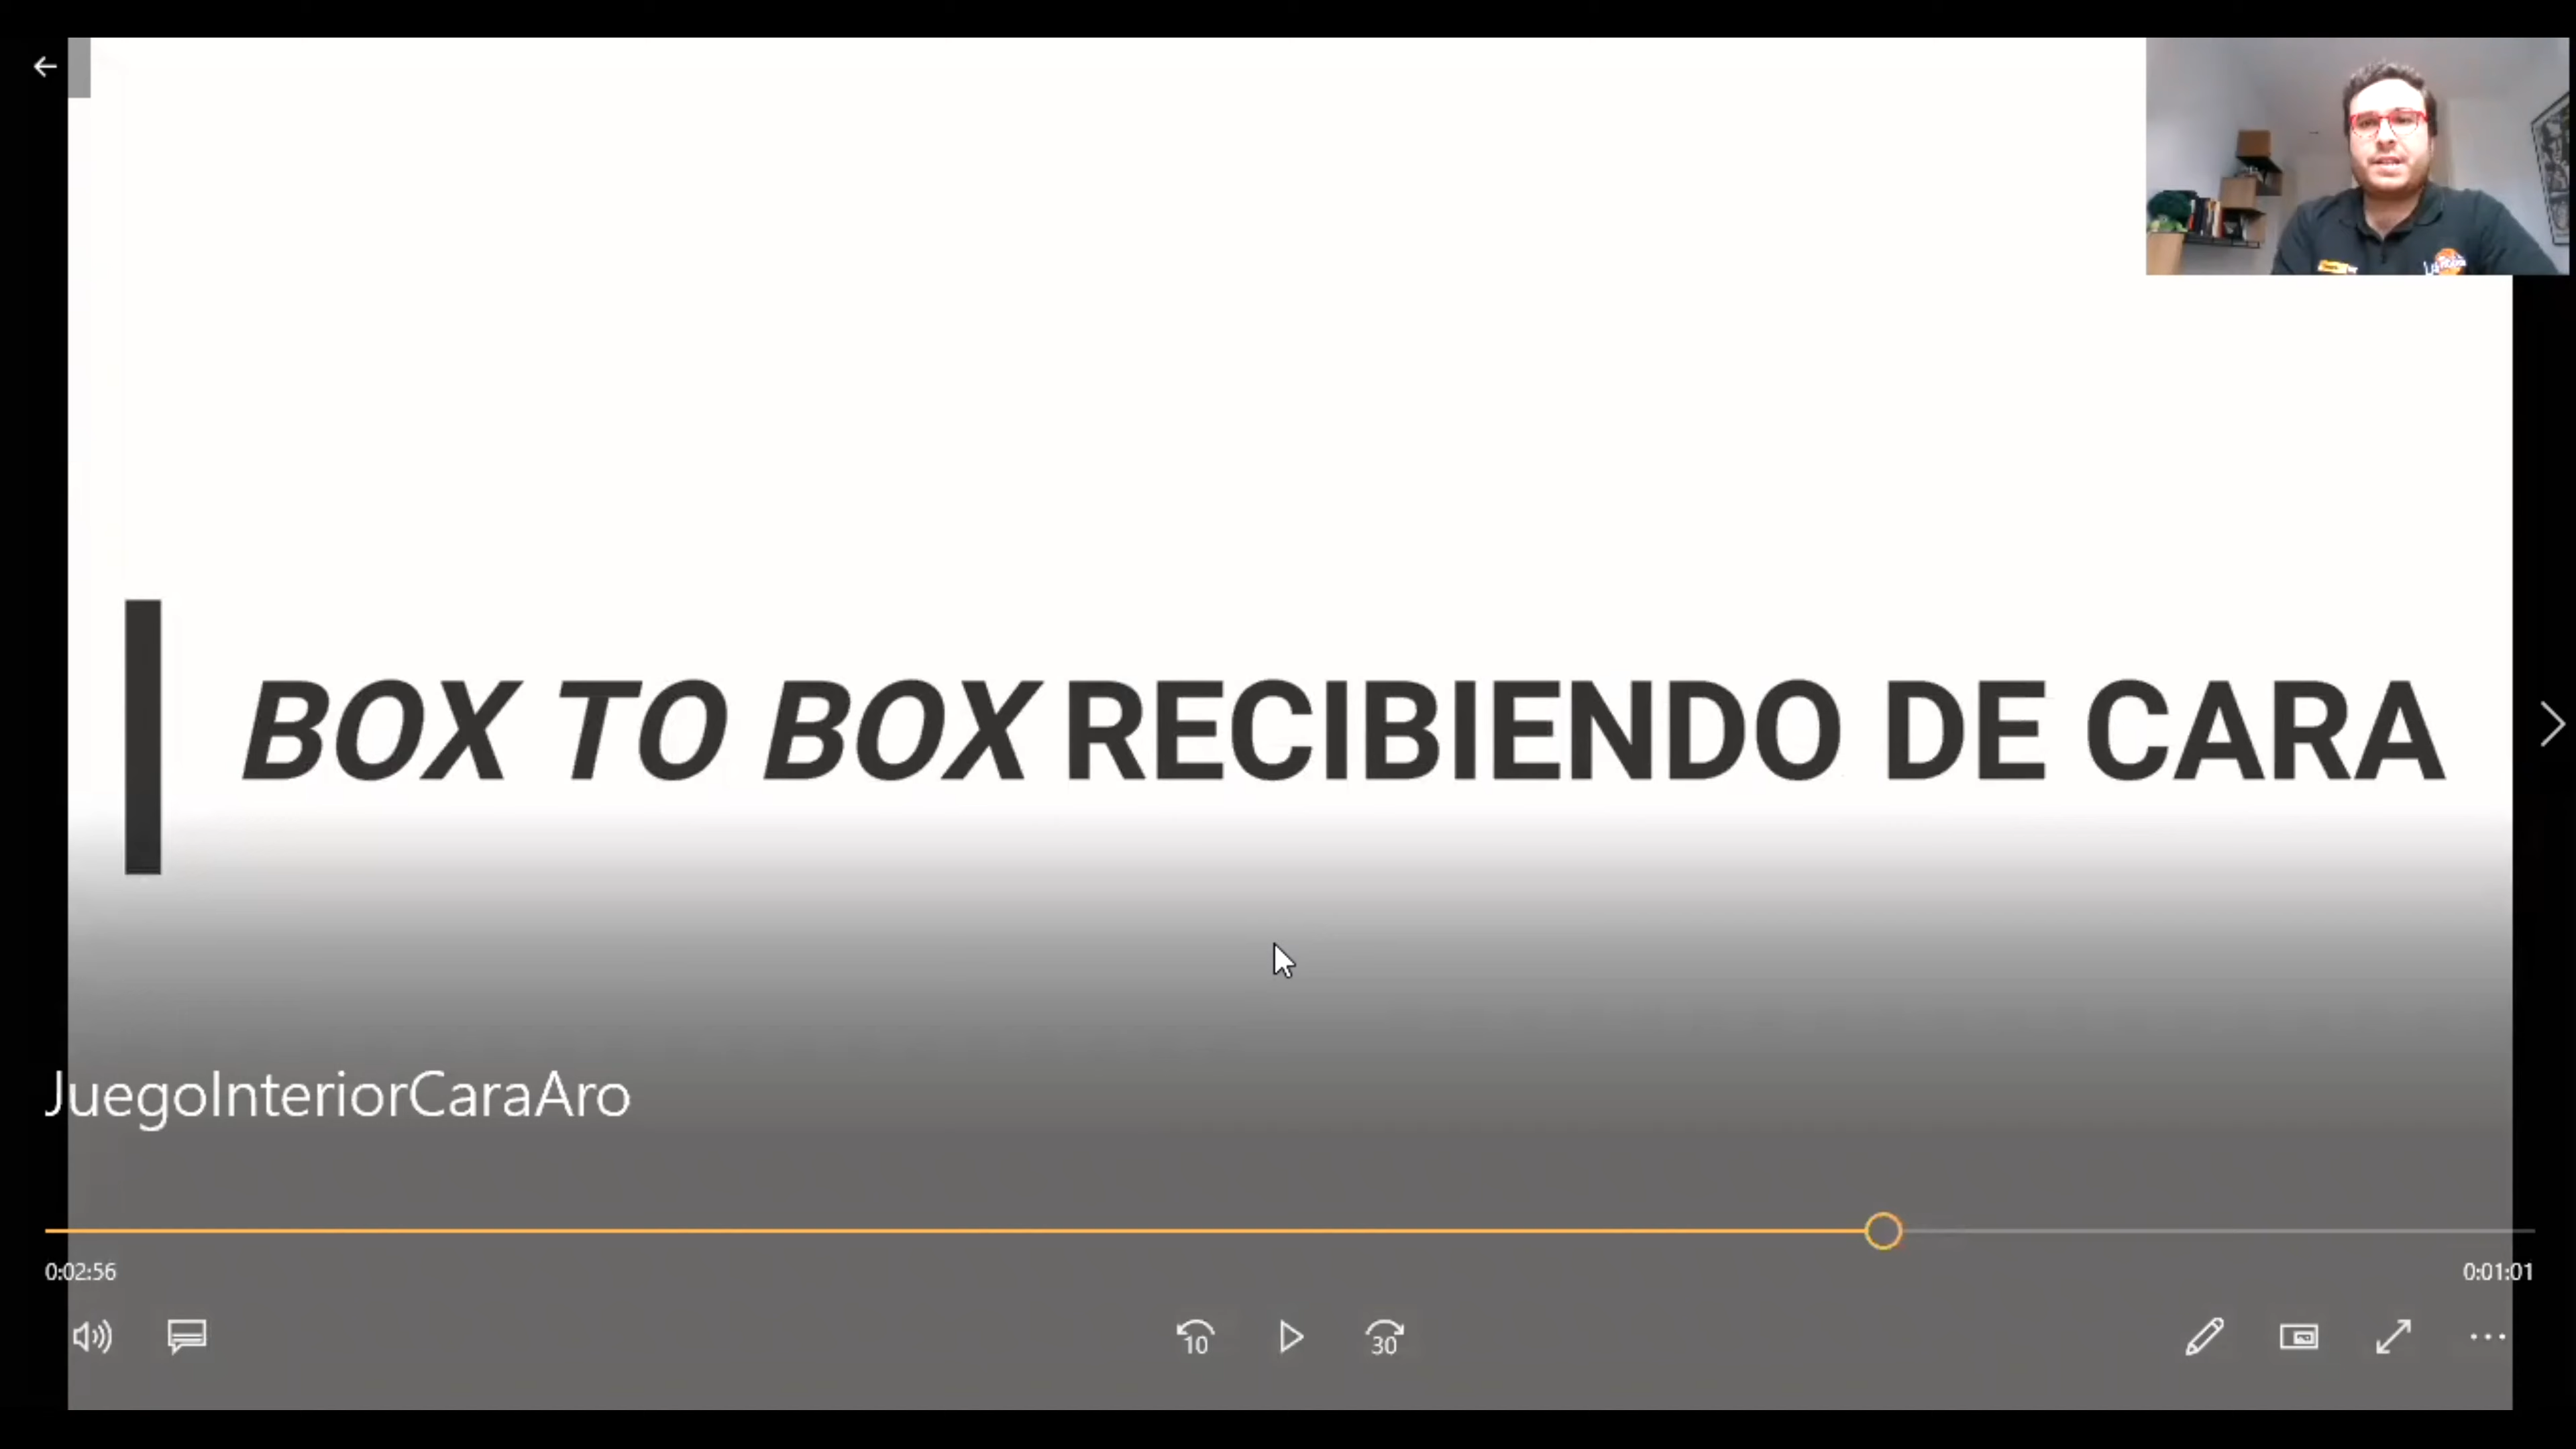 BOX TO BOX RECIBIENDO DE CARA
JuegoInteriorCaraAro
0:02:56
0:01:01
10
30